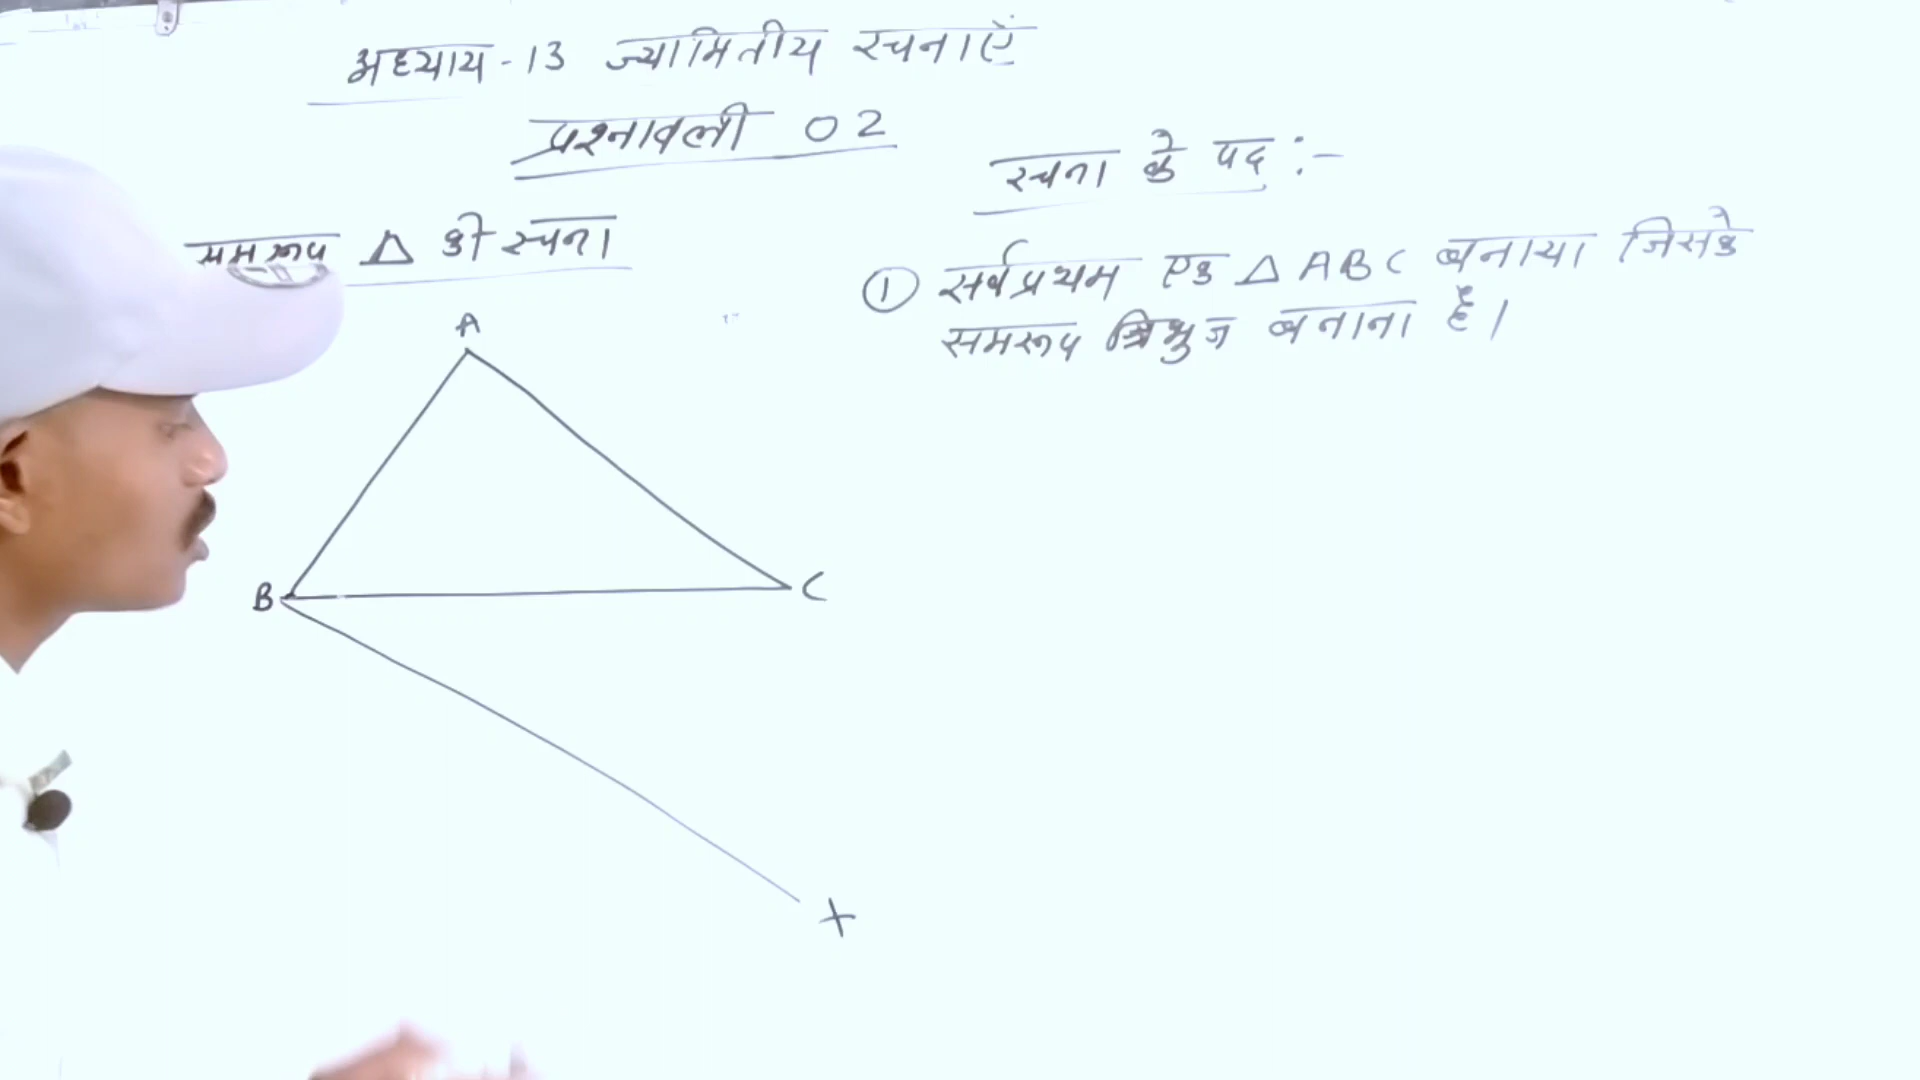 अध्याय - 13 ज्यामितीय रचनाएँ
प्रश्नावली 02
समरूप Δ की रचना
A
B
C
X
रचना के पद :-
① सर्वप्रथम एक Δ ABC बनाया जिसके
समरूप त्रिभुज बनाना है।